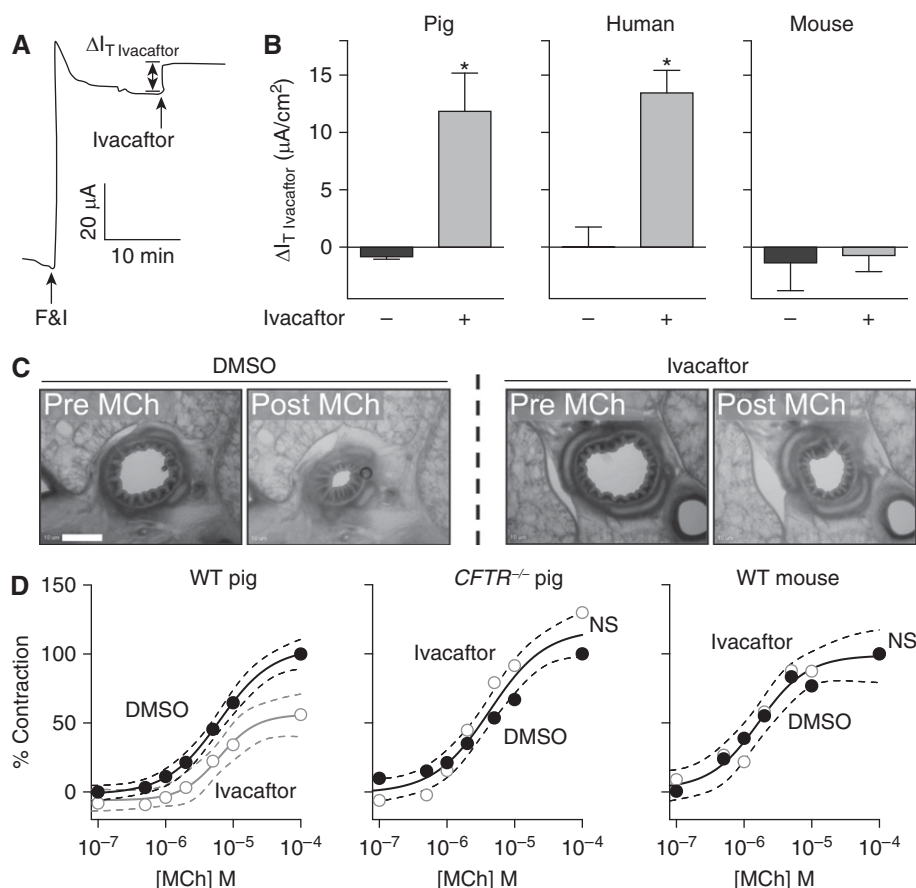 A
ΔI_T Ivacaftor
Ivacaftor
20 μA
10 min
F&I
B
Pig
Human
Mouse
ΔI_T Ivacaftor (μA/cm²)
15
10
5
0
*
*
Ivacaftor
– + – + – +
C
DMSO
Ivacaftor
Pre MCh
Post MCh
Pre MCh
Post MCh
D
WT pig
CFTR⁻/⁻ pig
WT mouse
% Contraction
150
100
50
0
DMSO
Ivacaftor
Ivacaftor
NS
DMSO
Ivacaftor
NS
DMSO
10⁻⁷ 10⁻⁶ 10⁻⁵ 10⁻⁴
10⁻⁷ 10⁻⁶ 10⁻⁵ 10⁻⁴
10⁻⁷ 10⁻⁶ 10⁻⁵ 10⁻⁴
[MCh] M
[MCh] M
[MCh] M